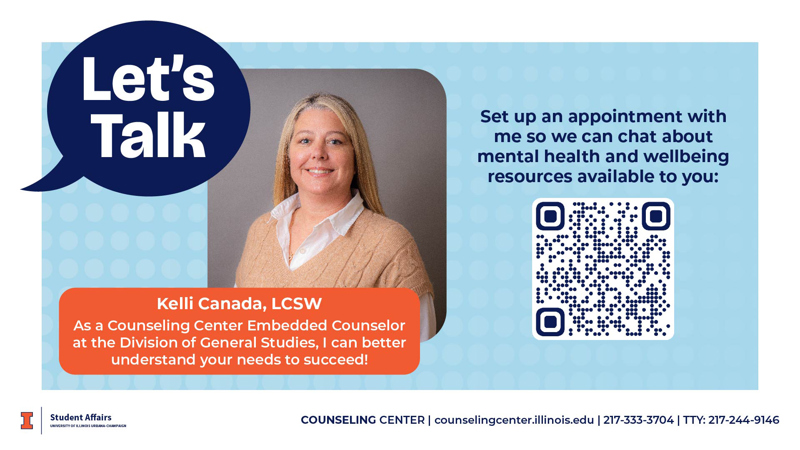 Let's
Talk
Set up an appointment with
me so we can chat about
mental health and wellbeing
resources available to you:
Kelli Canada, LCSW
As a Counseling Center Embedded Counselor
at the Division of General Studies, I can better
understand your needs to succeed!
I
Student Affairs
UNIVERSITY OF ILLINOIS URBANA-CHAMPAIGN
COUNSELING CENTER | counselingcenter.illinois.edu | 217-333-3704 | TTY: 217-244-9146